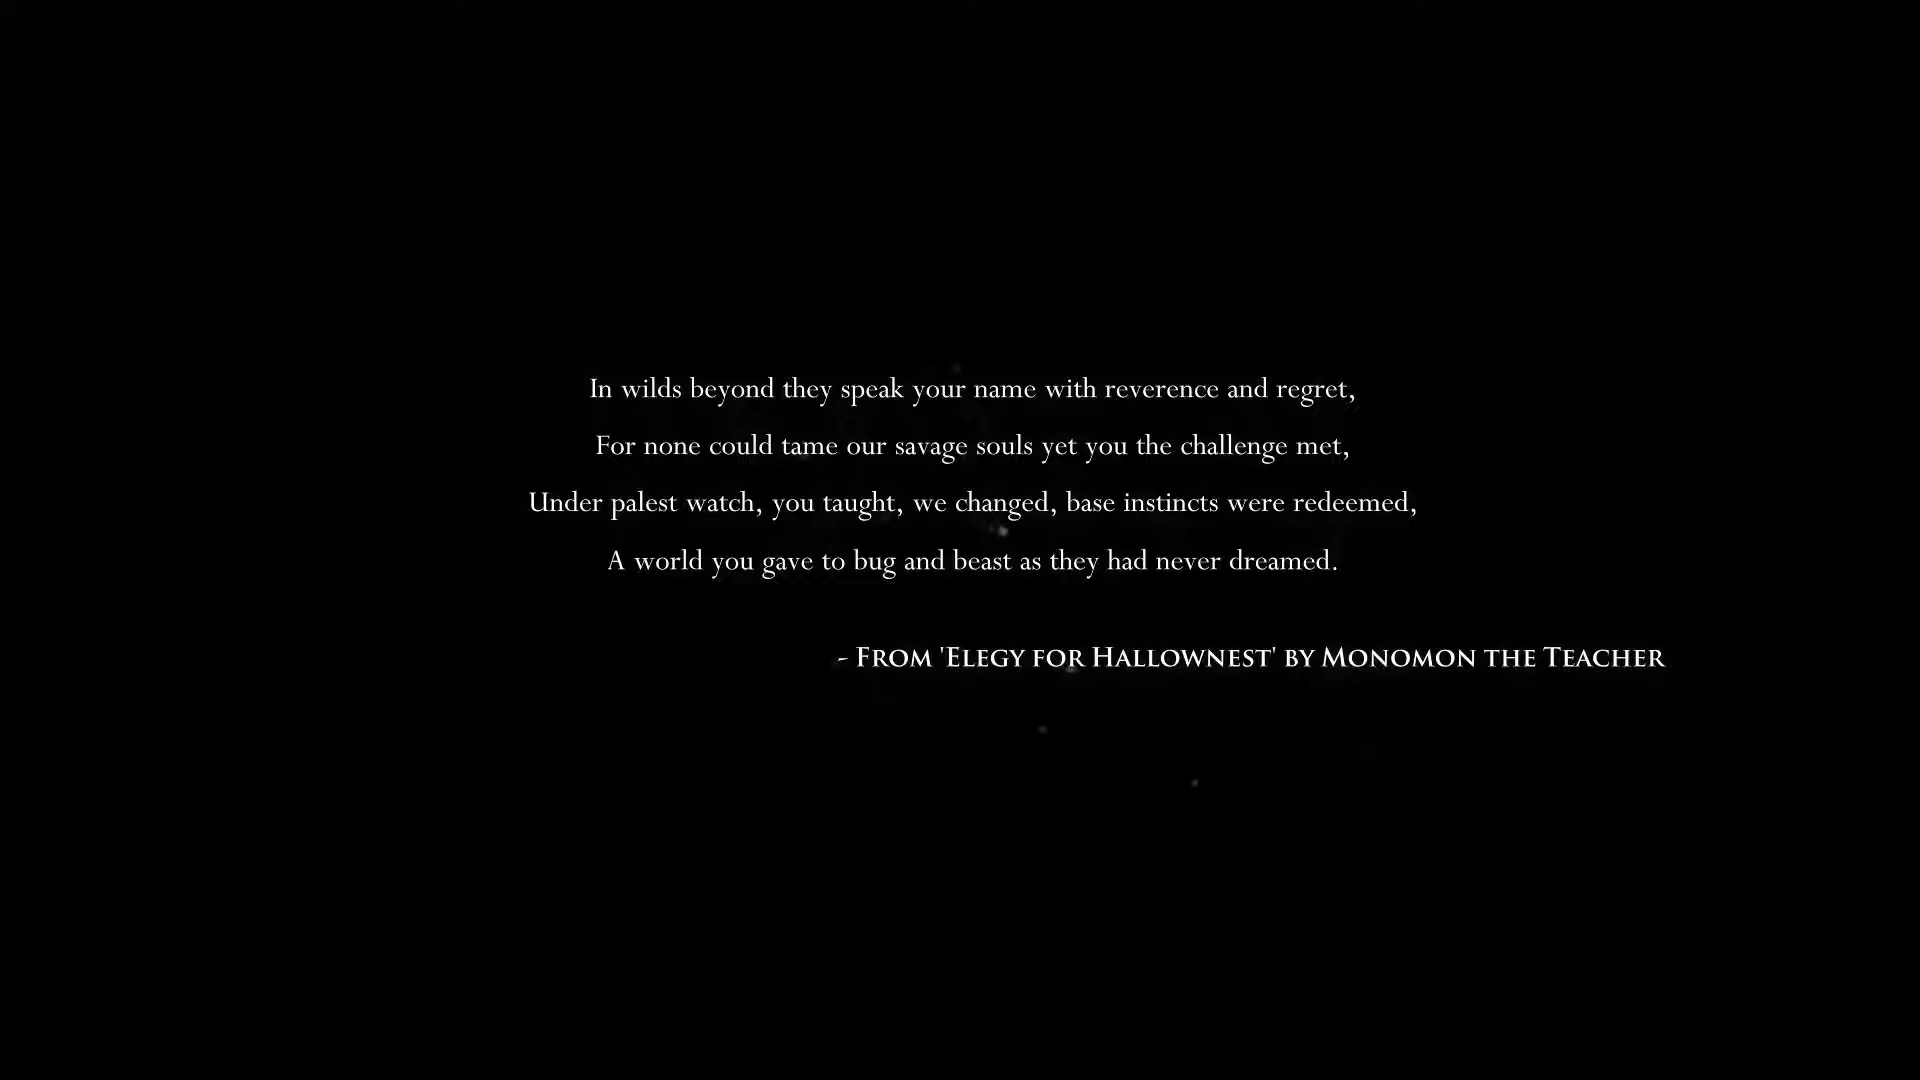 In wilds beyond they speak your name with reverence and regret,
For none could tame our savage souls yet you the challenge met,
Under palest watch, you taught, we changed, base instincts were redeemed,
A world you gave to bug and beast as they had never dreamed.
- From 'Elegy for Hallownest' by Monomon the Teacher